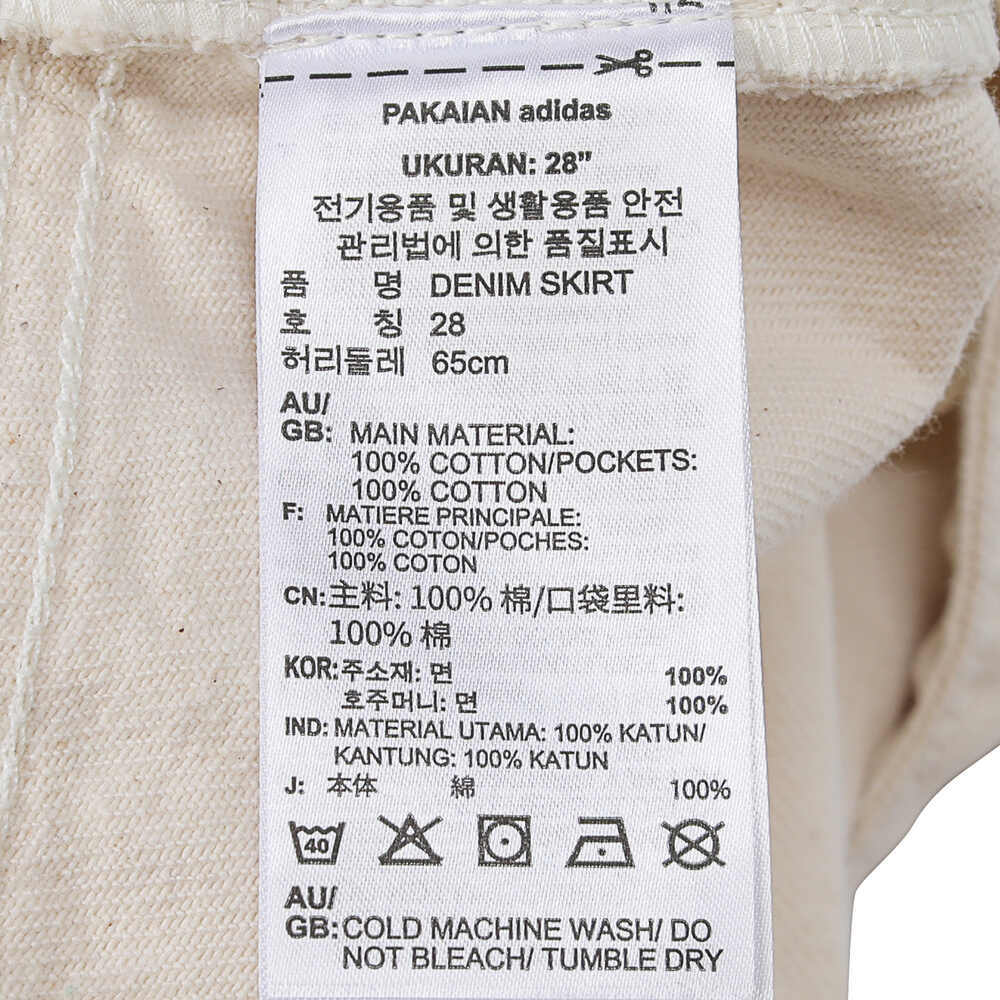 PAKAIAN adidas
UKURAN: 28"
전기용품 및 생활용품 안전
관리법에 의한 품질표시
품 명 DENIM SKIRT
호 칭 28
허리둘레 65cm
AU/
GB: MAIN MATERIAL:
100% COTTON/POCKETS:
100% COTTON
F: MATIERE PRINCIPALE:
100% COTON/POCHES:
100% COTON
CN: 主料: 100% 棉/口袋里料:
100% 棉
KOR: 주소재: 면 100%
호주머니: 면 100%
IND: MATERIAL UTAMA: 100% KATUN/
KANTUNG: 100% KATUN
J: 本体 綿 100%
40
AU/
GB: COLD MACHINE WASH/ DO
NOT BLEACH/ TUMBLE DRY